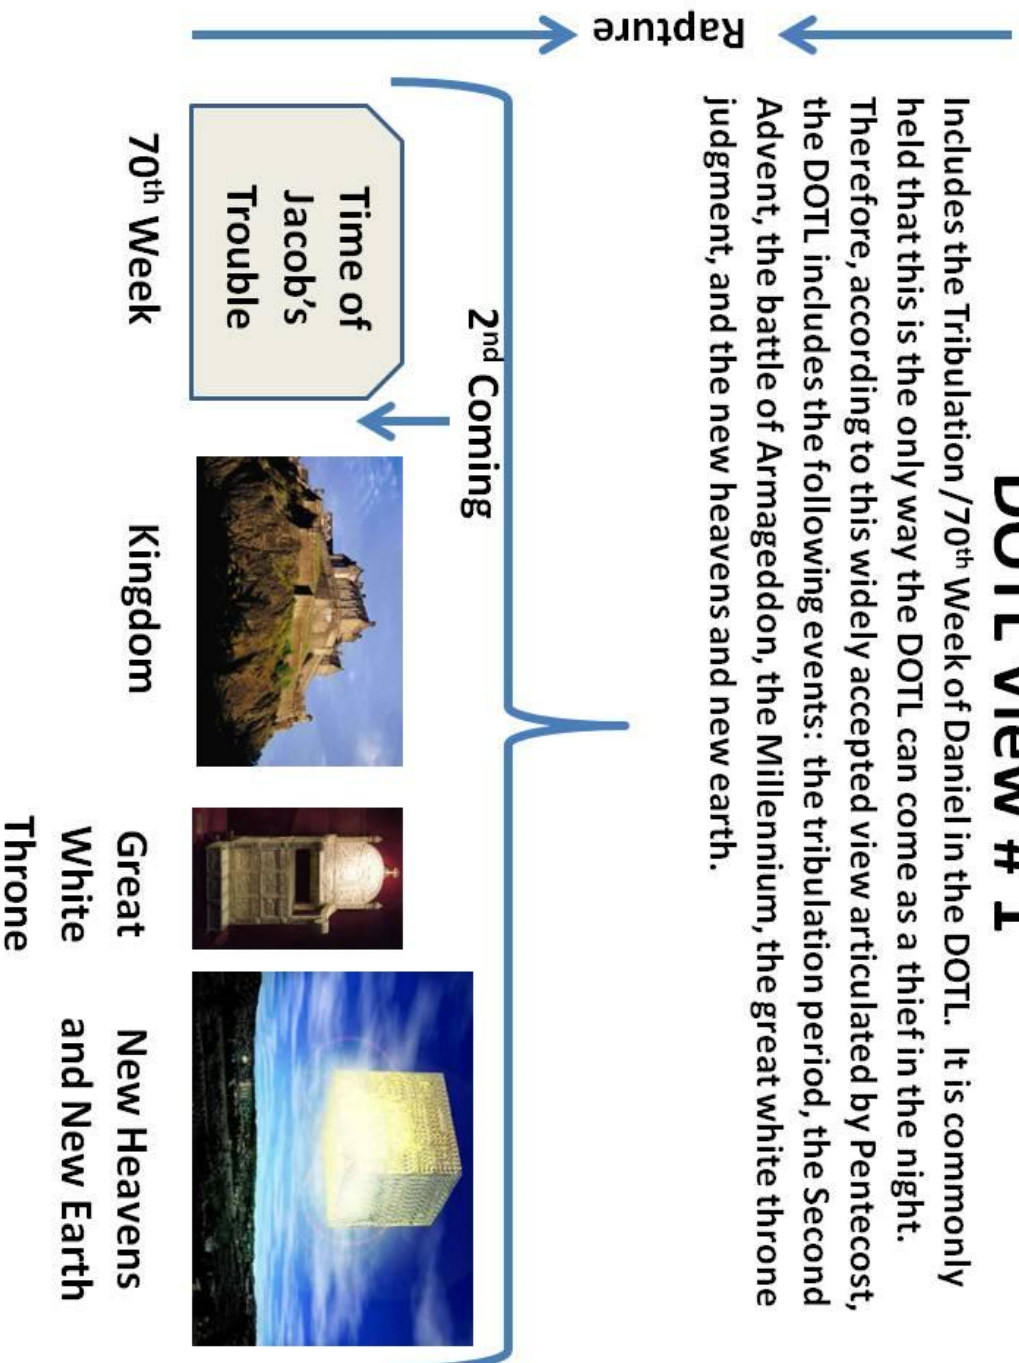 DOTL View # 1
Includes the Tribulation/70th Week of Daniel in the DOTL. It is commonly
held that this is the only way the DOTL can come as a thief in the night.
Therefore, according to this widely accepted view articulated by Pentecost,
the DOTL includes the following events: the tribulation period, the Second
Advent, the battle of Armageddon, the Millennium, the great white throne
judgment, and the new heavens and new earth.
Rapture
2nd Coming
Time of
Jacob's
Trouble
70th Week
Kingdom
Great
White
Throne
New Heavens
and New Earth